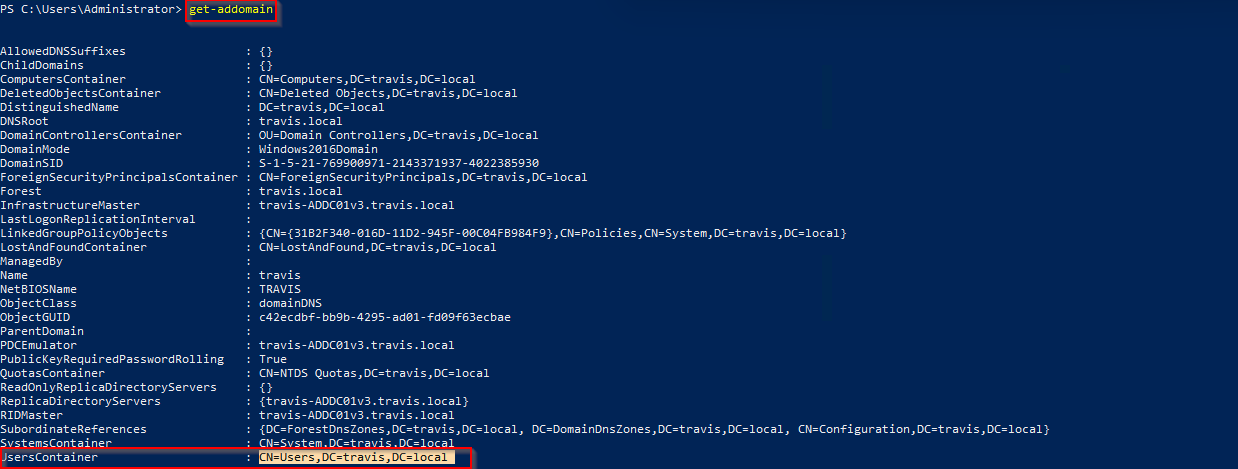 PS C:\Users\Administrator> get-addomain
AllowedDNSSuffixes : {}
ChildDomains : {}
ComputersContainer : CN=Computers,DC=travis,DC=local
DeletedObjectsContainer : CN=Deleted Objects,DC=travis,DC=local
DistinguishedName : DC=travis,DC=local
DNSRoot : travis.local
DomainControllersContainer : OU=Domain Controllers,DC=travis,DC=local
DomainMode : Windows2016Domain
DomainSID : S-1-5-21-769900971-2143371937-4022385930
ForeignSecurityPrincipalsContainer : CN=ForeignSecurityPrincipals,DC=travis,DC=local
Forest : travis.local
InfrastructureMaster : travis-ADDC01v3.travis.local
LastLogonReplicationInterval :
LinkedGroupPolicyObjects : {CN={31B2F340-016D-11D2-945F-00C04FB984F9},CN=Policies,CN=System,DC=travis,DC=local}
LostAndFoundContainer : CN=LostAndFound,DC=travis,DC=local
ManagedBy :
Name : travis
NetBIOSName : TRAVIS
ObjectClass : domainDNS
ObjectGUID : c42ecdbf-bb9b-4295-ad01-fd09f63ecbae
ParentDomain :
PDCEmulator : travis-ADDC01v3.travis.local
PublicKeyRequiredPasswordRolling : True
QuotasContainer : CN=NTDS Quotas,DC=travis,DC=local
ReadOnlyReplicaDirectoryServers : {}
ReplicaDirectoryServers : {travis-ADDC01v3.travis.local}
RIDMaster : travis-ADDC01v3.travis.local
SubordinateReferences : {DC=ForestDnsZones,DC=travis,DC=local, DC=DomainDnsZones,DC=travis,DC=local, CN=Configuration,DC=travis,DC=local}
SystemsContainer : CN=System,DC=travis,DC=local
UsersContainer : CN=Users,DC=travis,DC=local